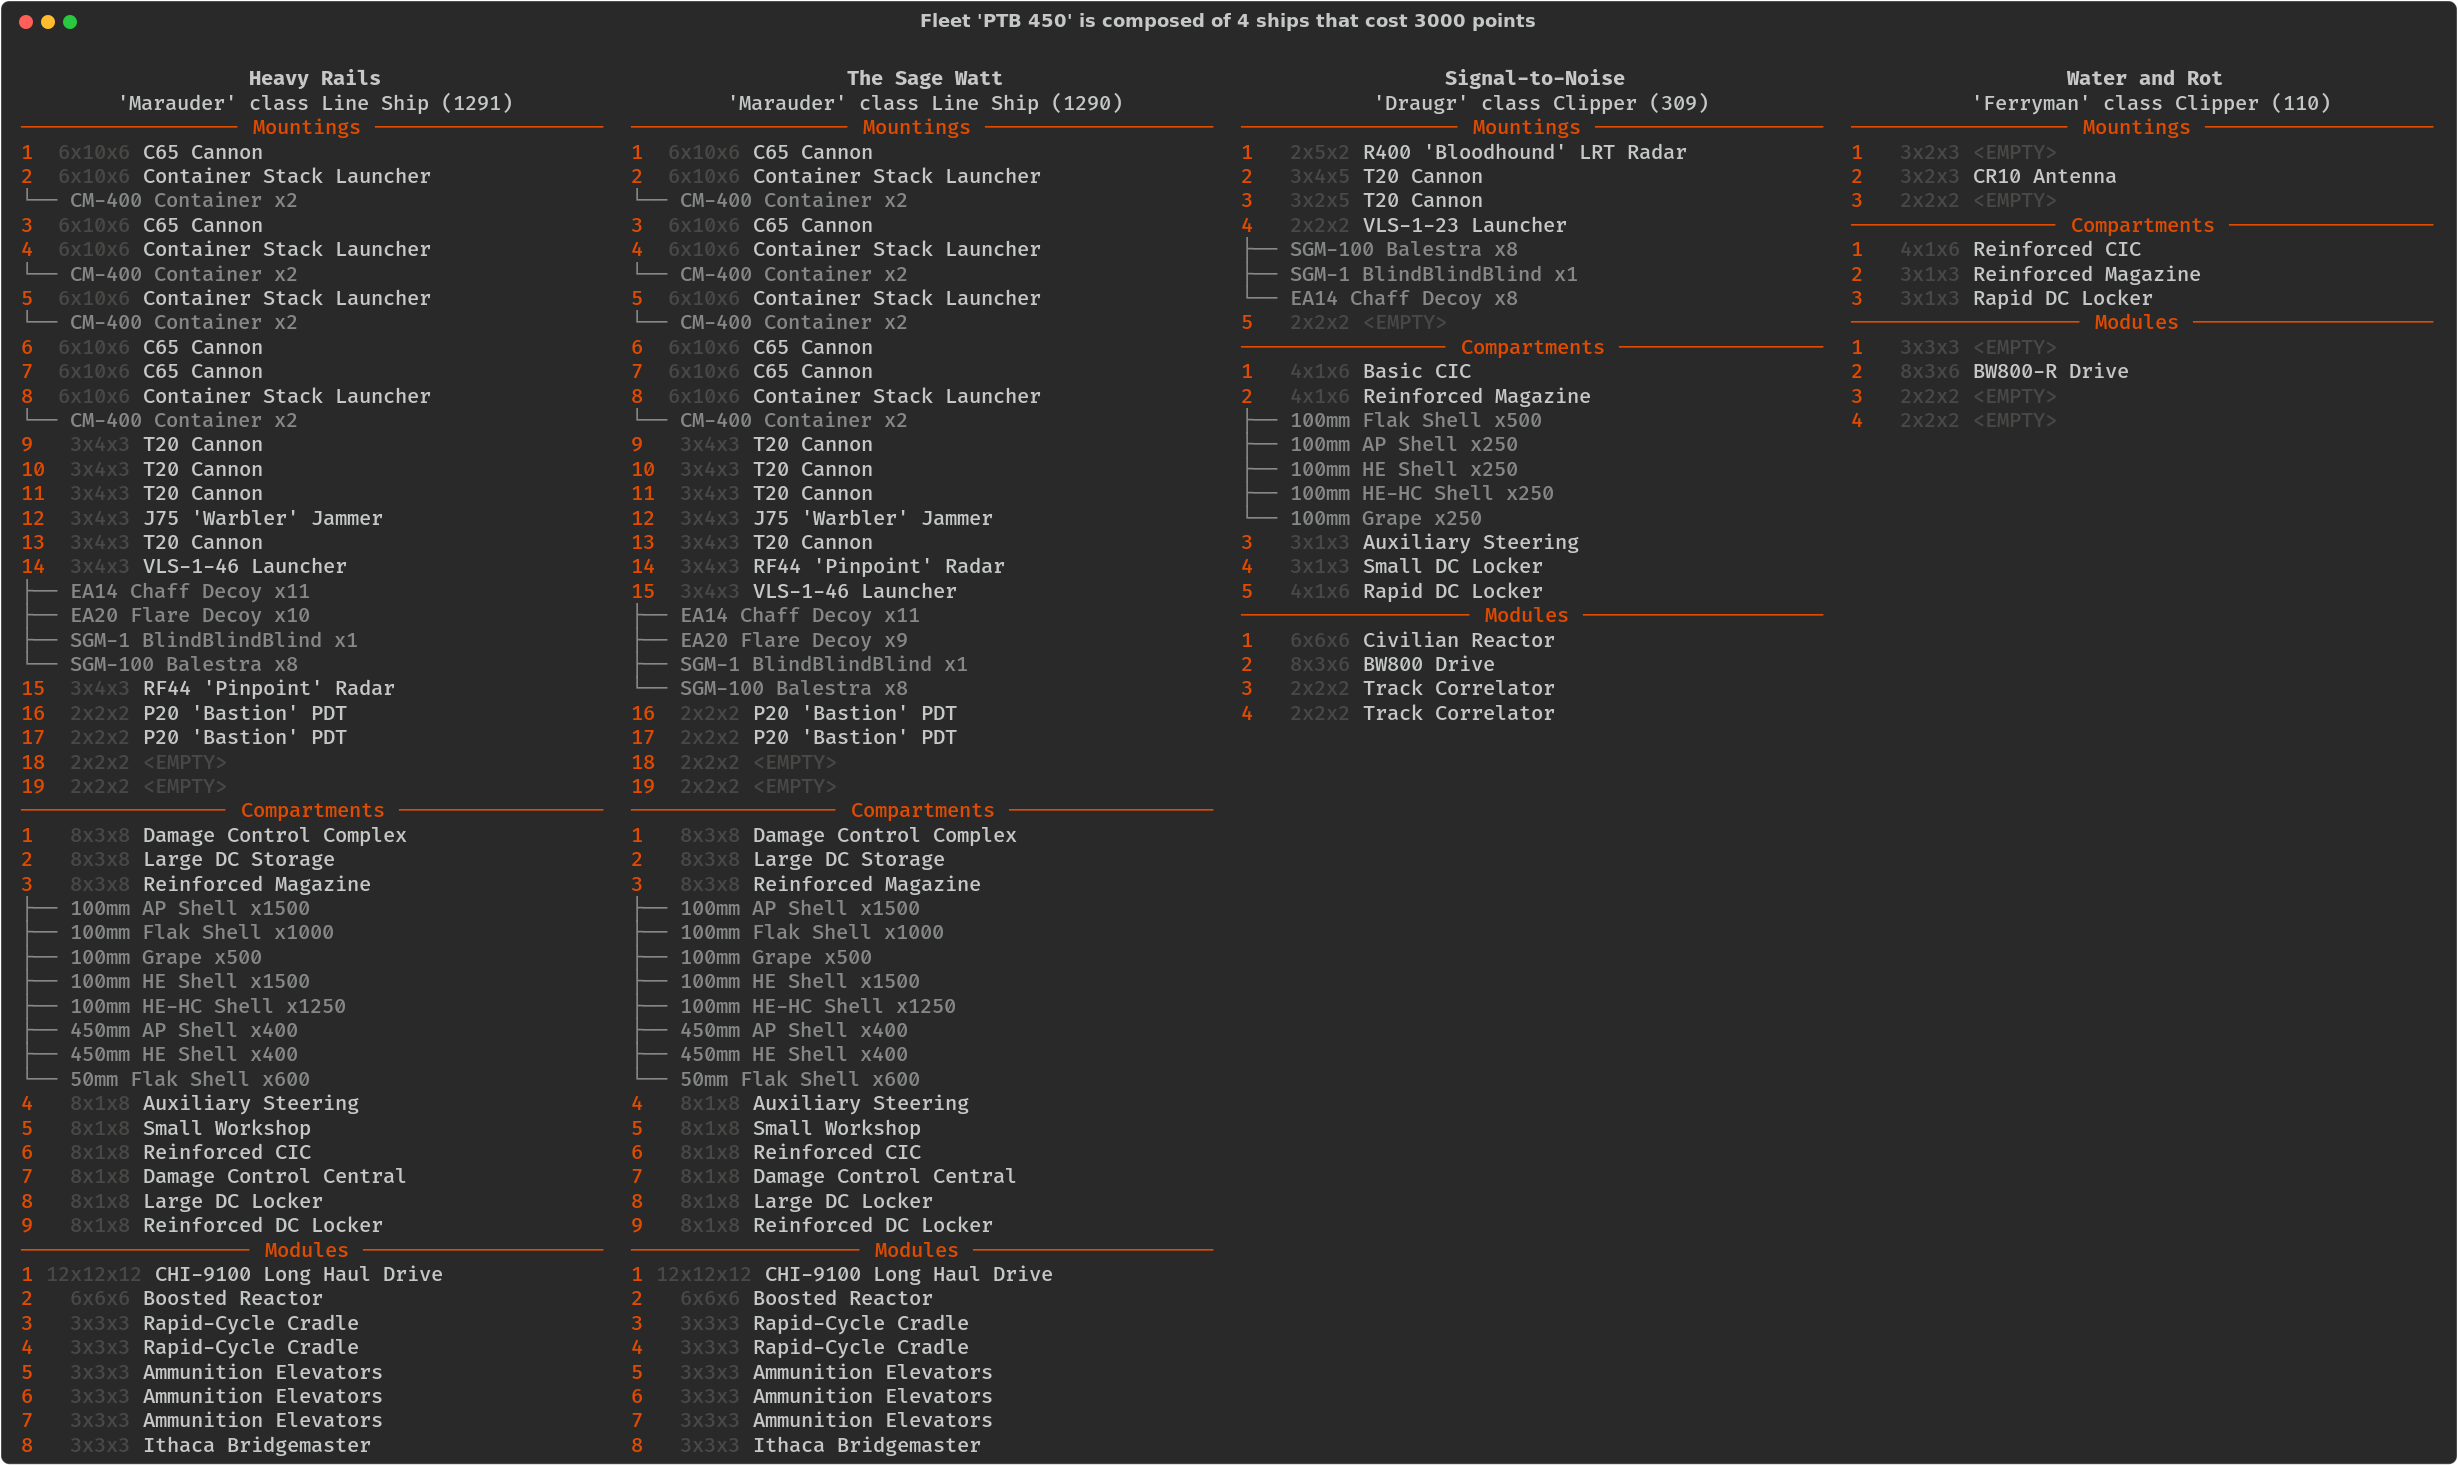 Fleet 'PTB 450' is composed of 4 ships that cost 3000 points
Heavy Rails
'Marauder' class Line Ship (1291)
Mountings
1 6x10x6 C65 Cannon
2 6x10x6 Container Stack Launcher
└── CM-400 Container x2
3 6x10x6 C65 Cannon
4 6x10x6 Container Stack Launcher
└── CM-400 Container x2
5 6x10x6 Container Stack Launcher
└── CM-400 Container x2
6 6x10x6 C65 Cannon
7 6x10x6 C65 Cannon
8 6x10x6 Container Stack Launcher
└── CM-400 Container x2
9 3x4x3 T20 Cannon
10 3x4x3 T20 Cannon
11 3x4x3 T20 Cannon
12 3x4x3 J75 'Warbler' Jammer
13 3x4x3 T20 Cannon
14 3x4x3 VLS-1-46 Launcher
├── EA14 Chaff Decoy x11
├── EA20 Flare Decoy x10
├── SGM-1 BlindBlindBlind x1
└── SGM-100 Balestra x8
15 3x4x3 RF44 'Pinpoint' Radar
16 2x2x2 P20 'Bastion' PDT
17 2x2x2 P20 'Bastion' PDT
18 2x2x2 <EMPTY>
19 2x2x2 <EMPTY>
Compartments
1 8x3x8 Damage Control Complex
2 8x3x8 Large DC Storage
3 8x3x8 Reinforced Magazine
├── 100mm AP Shell x1500
├── 100mm Flak Shell x1000
├── 100mm Grape x500
├── 100mm HE Shell x1500
├── 100mm HE-HC Shell x1250
├── 450mm AP Shell x400
├── 450mm HE Shell x400
└── 50mm Flak Shell x600
4 8x1x8 Auxiliary Steering
5 8x1x8 Small Workshop
6 8x1x8 Reinforced CIC
7 8x1x8 Damage Control Central
8 8x1x8 Large DC Locker
9 8x1x8 Reinforced DC Locker
Modules
1 12x12x12 CHI-9100 Long Haul Drive
2 6x6x6 Boosted Reactor
3 3x3x3 Rapid-Cycle Cradle
4 3x3x3 Rapid-Cycle Cradle
5 3x3x3 Ammunition Elevators
6 3x3x3 Ammunition Elevators
7 3x3x3 Ammunition Elevators
8 3x3x3 Ithaca Bridgemaster
The Sage Watt
'Marauder' class Line Ship (1290)
Mountings
1 6x10x6 C65 Cannon
2 6x10x6 Container Stack Launcher
└── CM-400 Container x2
3 6x10x6 C65 Cannon
4 6x10x6 Container Stack Launcher
└── CM-400 Container x2
5 6x10x6 Container Stack Launcher
└── CM-400 Container x2
6 6x10x6 C65 Cannon
7 6x10x6 C65 Cannon
8 6x10x6 Container Stack Launcher
└── CM-400 Container x2
9 3x4x3 T20 Cannon
10 3x4x3 T20 Cannon
11 3x4x3 T20 Cannon
12 3x4x3 J75 'Warbler' Jammer
13 3x4x3 T20 Cannon
14 3x4x3 RF44 'Pinpoint' Radar
15 3x4x3 VLS-1-46 Launcher
├── EA14 Chaff Decoy x11
├── EA20 Flare Decoy x9
├── SGM-1 BlindBlindBlind x1
└── SGM-100 Balestra x8
16 2x2x2 P20 'Bastion' PDT
17 2x2x2 P20 'Bastion' PDT
18 2x2x2 <EMPTY>
19 2x2x2 <EMPTY>
Compartments
1 8x3x8 Damage Control Complex
2 8x3x8 Large DC Storage
3 8x3x8 Reinforced Magazine
├── 100mm AP Shell x1500
├── 100mm Flak Shell x1000
├── 100mm Grape x500
├── 100mm HE Shell x1500
├── 100mm HE-HC Shell x1250
├── 450mm AP Shell x400
├── 450mm HE Shell x400
└── 50mm Flak Shell x600
4 8x1x8 Auxiliary Steering
5 8x1x8 Small Workshop
6 8x1x8 Reinforced CIC
7 8x1x8 Damage Control Central
8 8x1x8 Large DC Locker
9 8x1x8 Reinforced DC Locker
Modules
1 12x12x12 CHI-9100 Long Haul Drive
2 6x6x6 Boosted Reactor
3 3x3x3 Rapid-Cycle Cradle
4 3x3x3 Rapid-Cycle Cradle
5 3x3x3 Ammunition Elevators
6 3x3x3 Ammunition Elevators
7 3x3x3 Ammunition Elevators
8 3x3x3 Ithaca Bridgemaster
Signal-to-Noise
'Draugr' class Clipper (309)
Mountings
1 2x5x2 R400 'Bloodhound' LRT Radar
2 3x4x5 T20 Cannon
3 3x2x5 T20 Cannon
4 2x2x2 VLS-1-23 Launcher
├── SGM-100 Balestra x8
├── SGM-1 BlindBlindBlind x1
└── EA14 Chaff Decoy x8
5 2x2x2 <EMPTY>
Compartments
1 4x1x6 Basic CIC
2 4x1x6 Reinforced Magazine
├── 100mm Flak Shell x500
├── 100mm AP Shell x250
├── 100mm HE Shell x250
├── 100mm HE-HC Shell x250
└── 100mm Grape x250
3 3x1x3 Auxiliary Steering
4 3x1x3 Small DC Locker
5 4x1x6 Rapid DC Locker
Modules
1 6x6x6 Civilian Reactor
2 8x3x6 BW800 Drive
3 2x2x2 Track Correlator
4 2x2x2 Track Correlator
Water and Rot
'Ferryman' class Clipper (110)
Mountings
1 3x2x3 <EMPTY>
2 3x2x3 CR10 Antenna
3 2x2x2 <EMPTY>
Compartments
1 4x1x6 Reinforced CIC
2 3x1x3 Reinforced Magazine
3 3x1x3 Rapid DC Locker
Modules
1 3x3x3 <EMPTY>
2 8x3x6 BW800-R Drive
3 2x2x2 <EMPTY>
4 2x2x2 <EMPTY>